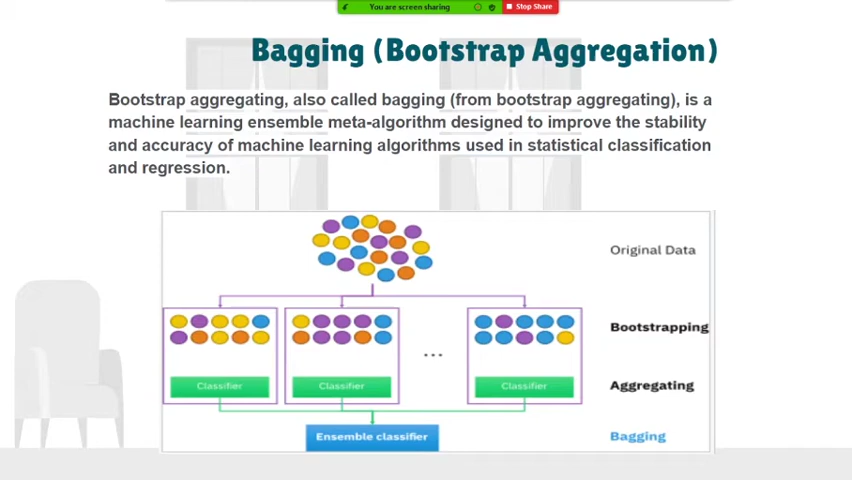 You are screen sharing
Stop Share
Bagging (Bootstrap Aggregation)
Bootstrap aggregating, also called bagging (from bootstrap aggregating), is a
machine learning ensemble meta-algorithm designed to improve the stability
and accuracy of machine learning algorithms used in statistical classification
and regression.
Original Data
Bootstrapping
...
Classifier
Classifier
Classifier
Aggregating
Ensemble classifier
Bagging